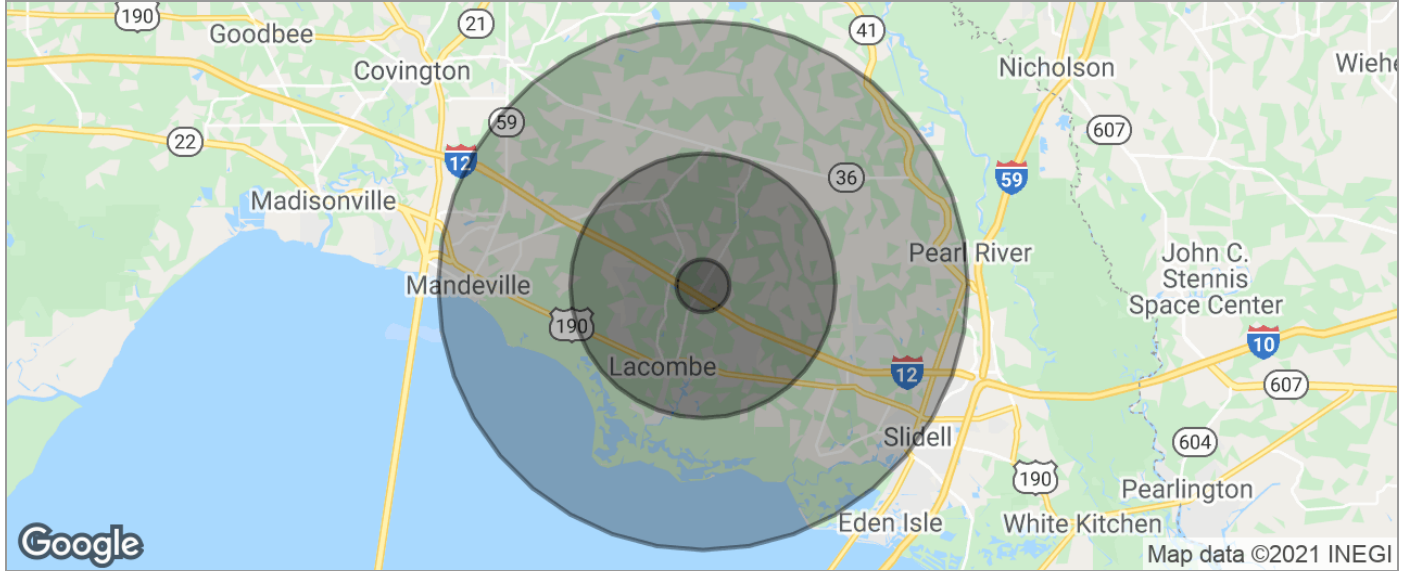 190
Goodbee
21
41
Covington
Nicholson
Wiehe
59
607
22
12
36
59
Madisonville
Pearl River
John C.
Stennis
Space Center
Mandeville
190
10
Lacombe
12
607
Slidell
604
190
Pearlington
Eden Isle
White Kitchen
Google
Map data ©2021 INEGI